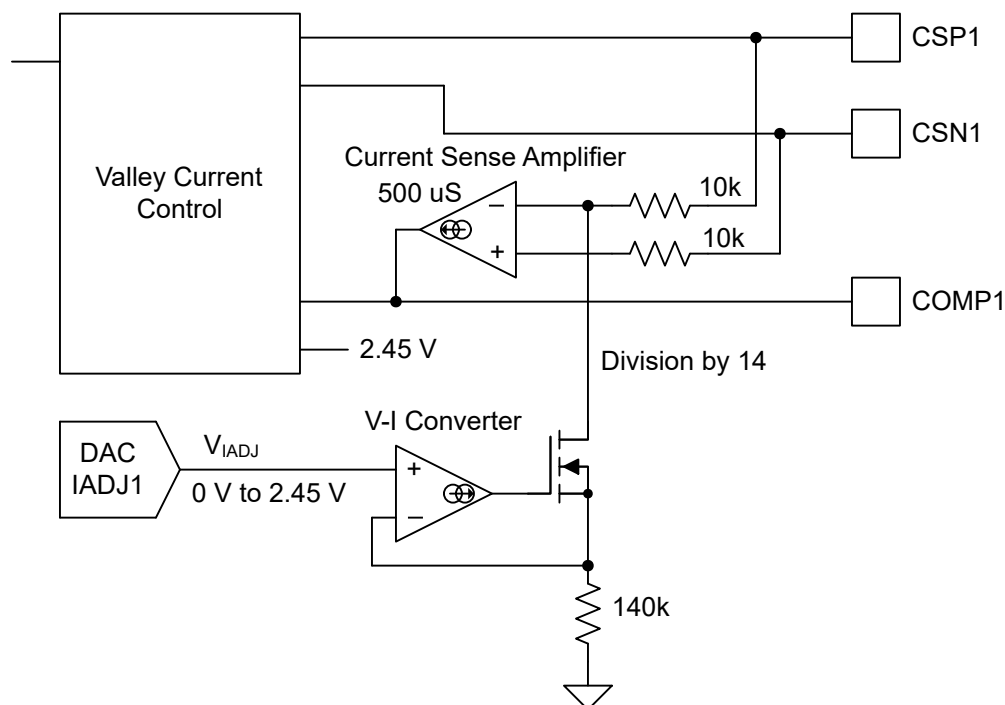 CSP1
CSN1
Valley Current
Control
Current Sense Amplifier
500 uS
−
+
10k
10k
COMP1
2.45 V
Division by 14
V-I Converter
DAC
IADJ1
VIADJ
0 V to 2.45 V
+
−
140k